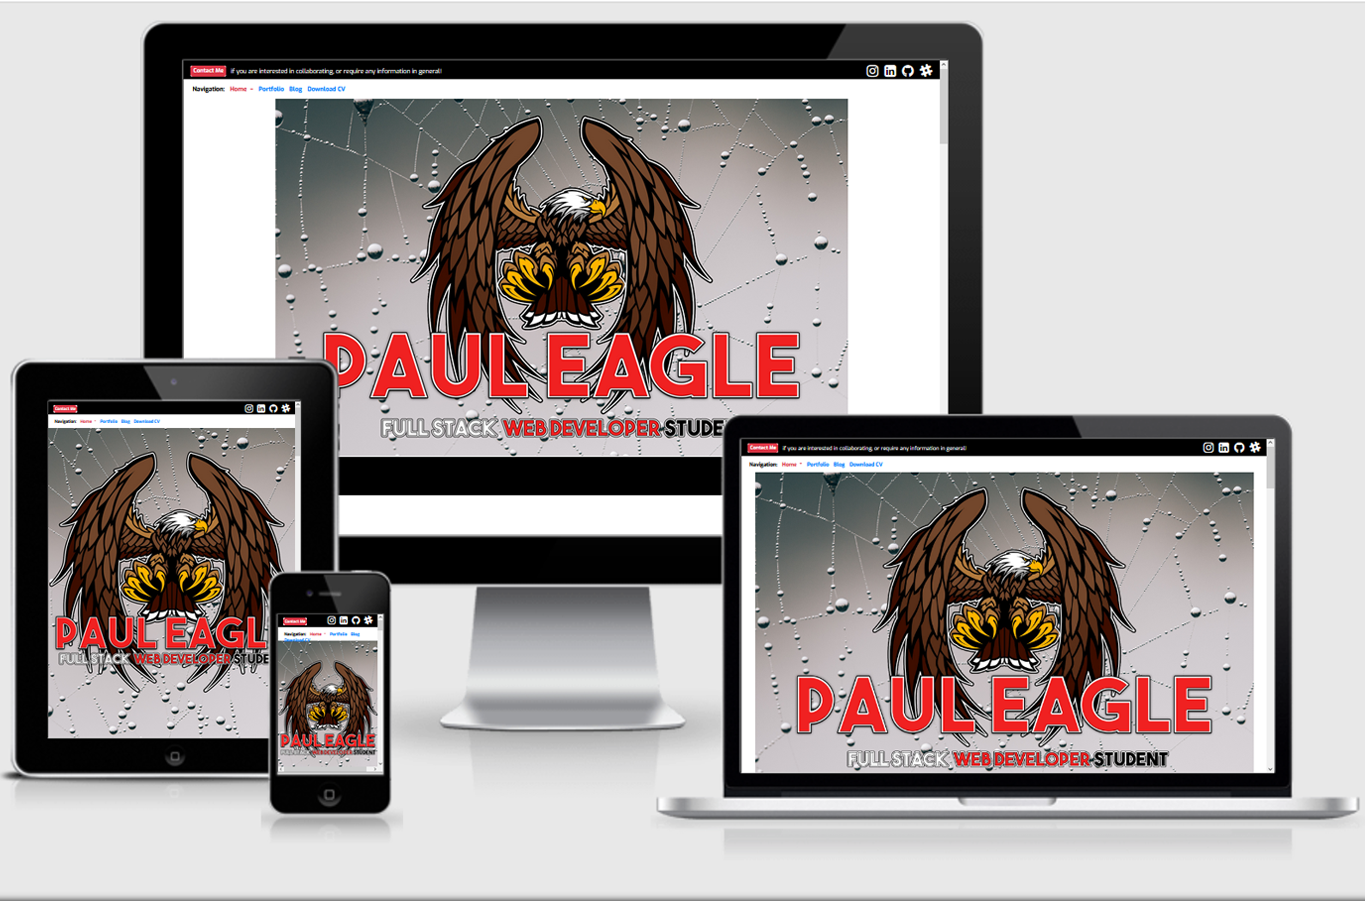 Contact Me If you are interested in collaborating, or require any information in general!
Navigation: Home Portfolio Blog Download CV
PAUL EAGLE
FULL STACK WEB DEVELOPER STUDE
Contact Me
Navigation: Home Portfolio Blog Download CV
PAUL EAGL
FULL STACK WEB DEVELOPER STUDE
Contact Me
Navigation: Home Portfolio Blog
Download CV
PAUL EAGLE
FULL STACK WEB DEVELOPER STUDENT
Contact Me If you are interested in collaborating, or require any information in general!
Navigation: Home Portfolio Blog Download CV
PAUL EAGLE
FULL STACK WEB DEVELOPER STUDENT